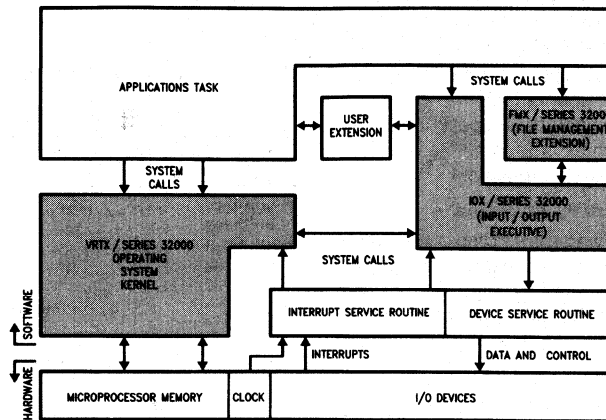 SYSTEM CALLS
APPLICATIONS TASK
FMX / SERIES 32000
(FILE MANAGEMENT
EXTENSION)
USER
EXTENSION
SYSTEM
CALLS
IOX / SERIES 32000
(INPUT / OUTPUT
EXECUTIVE)
VRTX / SERIES 32000
OPERATING
SYSTEM
KERNEL
SYSTEM CALLS
INTERRUPT SERVICE ROUTINE
DEVICE SERVICE ROUTINE
SOFTWARE
INTERRUPTS
DATA AND CONTROL
HARDWARE
MICROPROCESSOR MEMORY
CLOCK
I/O DEVICES